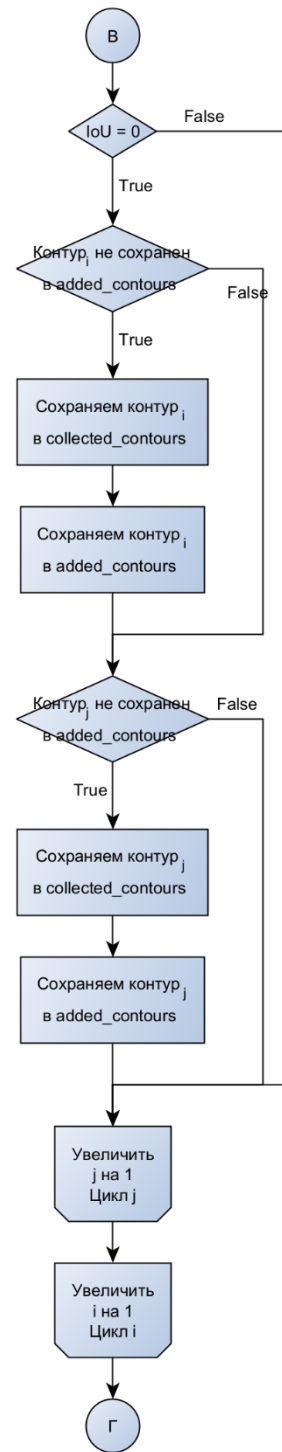 В
IoU = 0
False
True
Контур i не сохранен
в added_contours
False
True
Сохраняем контур i
в collected_contours
Сохраняем контур i
в added_contours
Контур j не сохранен
в added_contours
False
True
Сохраняем контур j
в collected_contours
Сохраняем контур j
в added_contours
Увеличить
j на 1
Цикл j
Увеличить
i на 1
Цикл i
Г